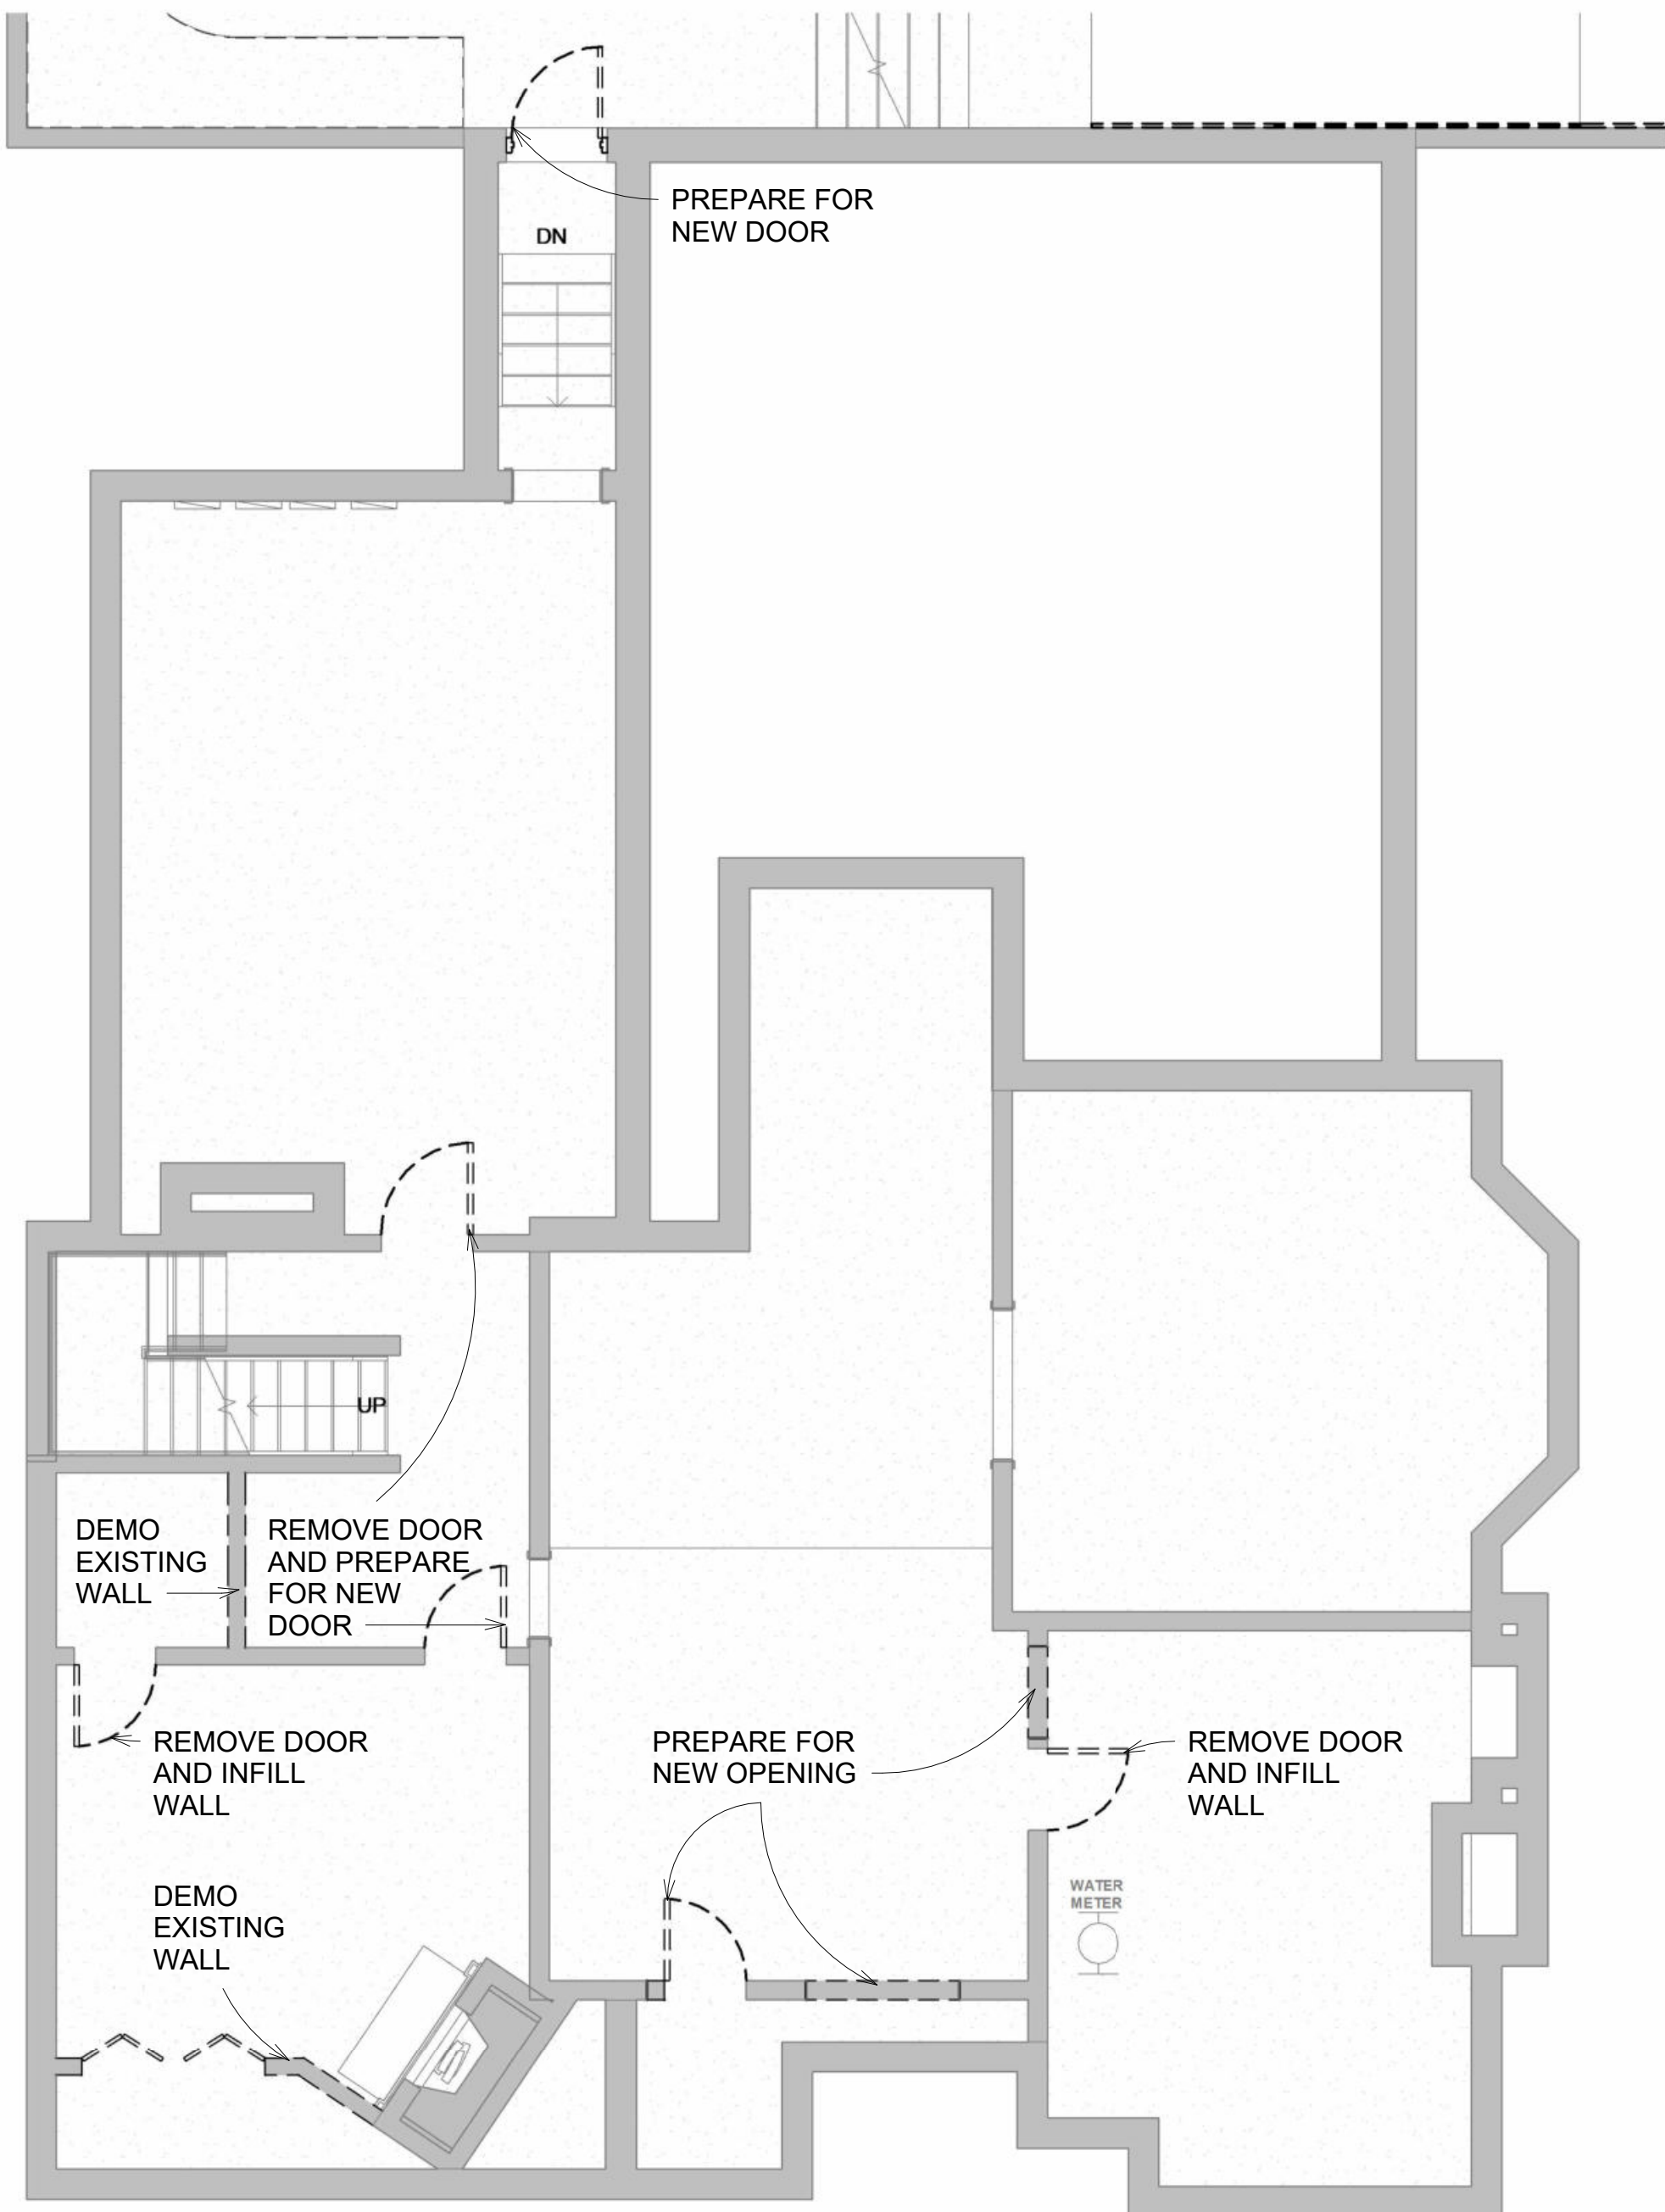 PREPARE FOR
NEW DOOR
DN
UP
DEMO
EXISTING
WALL
REMOVE DOOR
AND PREPARE
FOR NEW
DOOR
REMOVE DOOR
AND INFILL
WALL
PREPARE FOR
NEW OPENING
REMOVE DOOR
AND INFILL
WALL
WATER
METER
DEMO
EXISTING
WALL